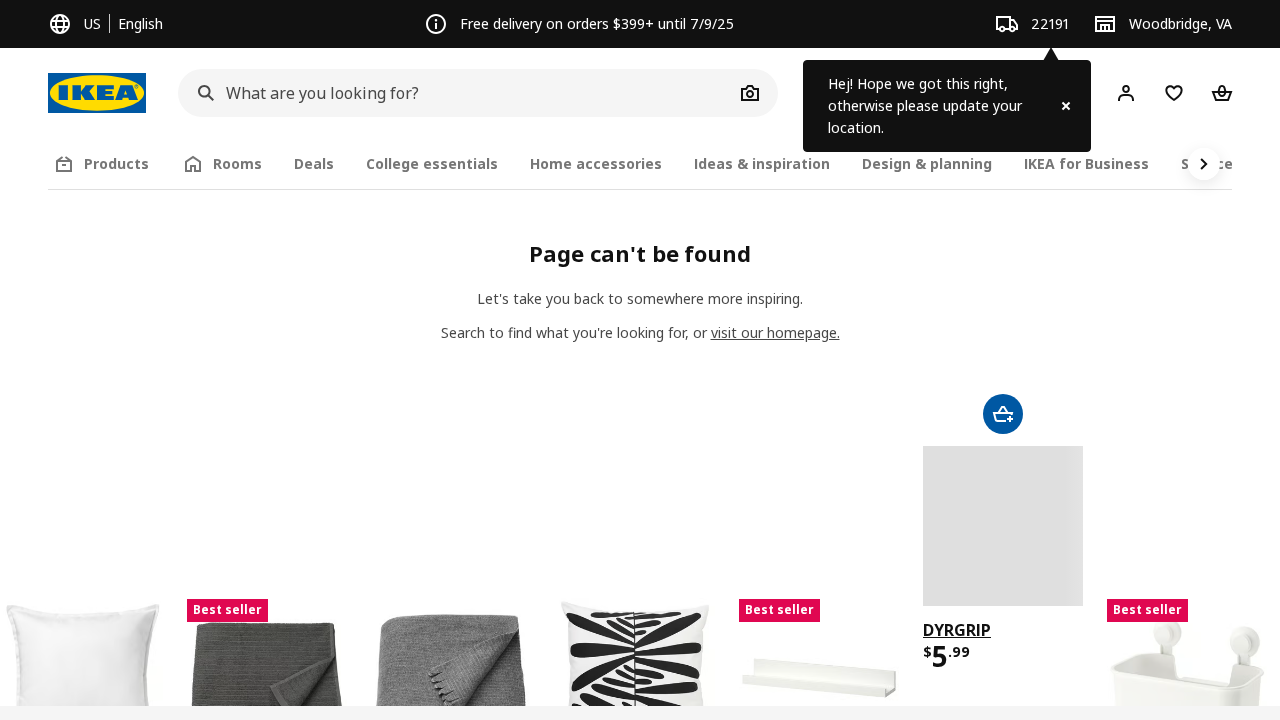 US
English
Free delivery on orders $399+ until 7/9/25
22191
Woodbridge, VA
IKEA
What are you looking for?
Hej! Hope we got this right,
otherwise please update your
location.
Products
Rooms
Deals
College essentials
Home accessories
Ideas & inspiration
Design & planning
IKEA for Business
Page can't be found
Let's take you back to somewhere more inspiring.
Search to find what you're looking for, or visit our homepage.
Best seller
Best seller
DYRGRIP
$5.99
Best seller